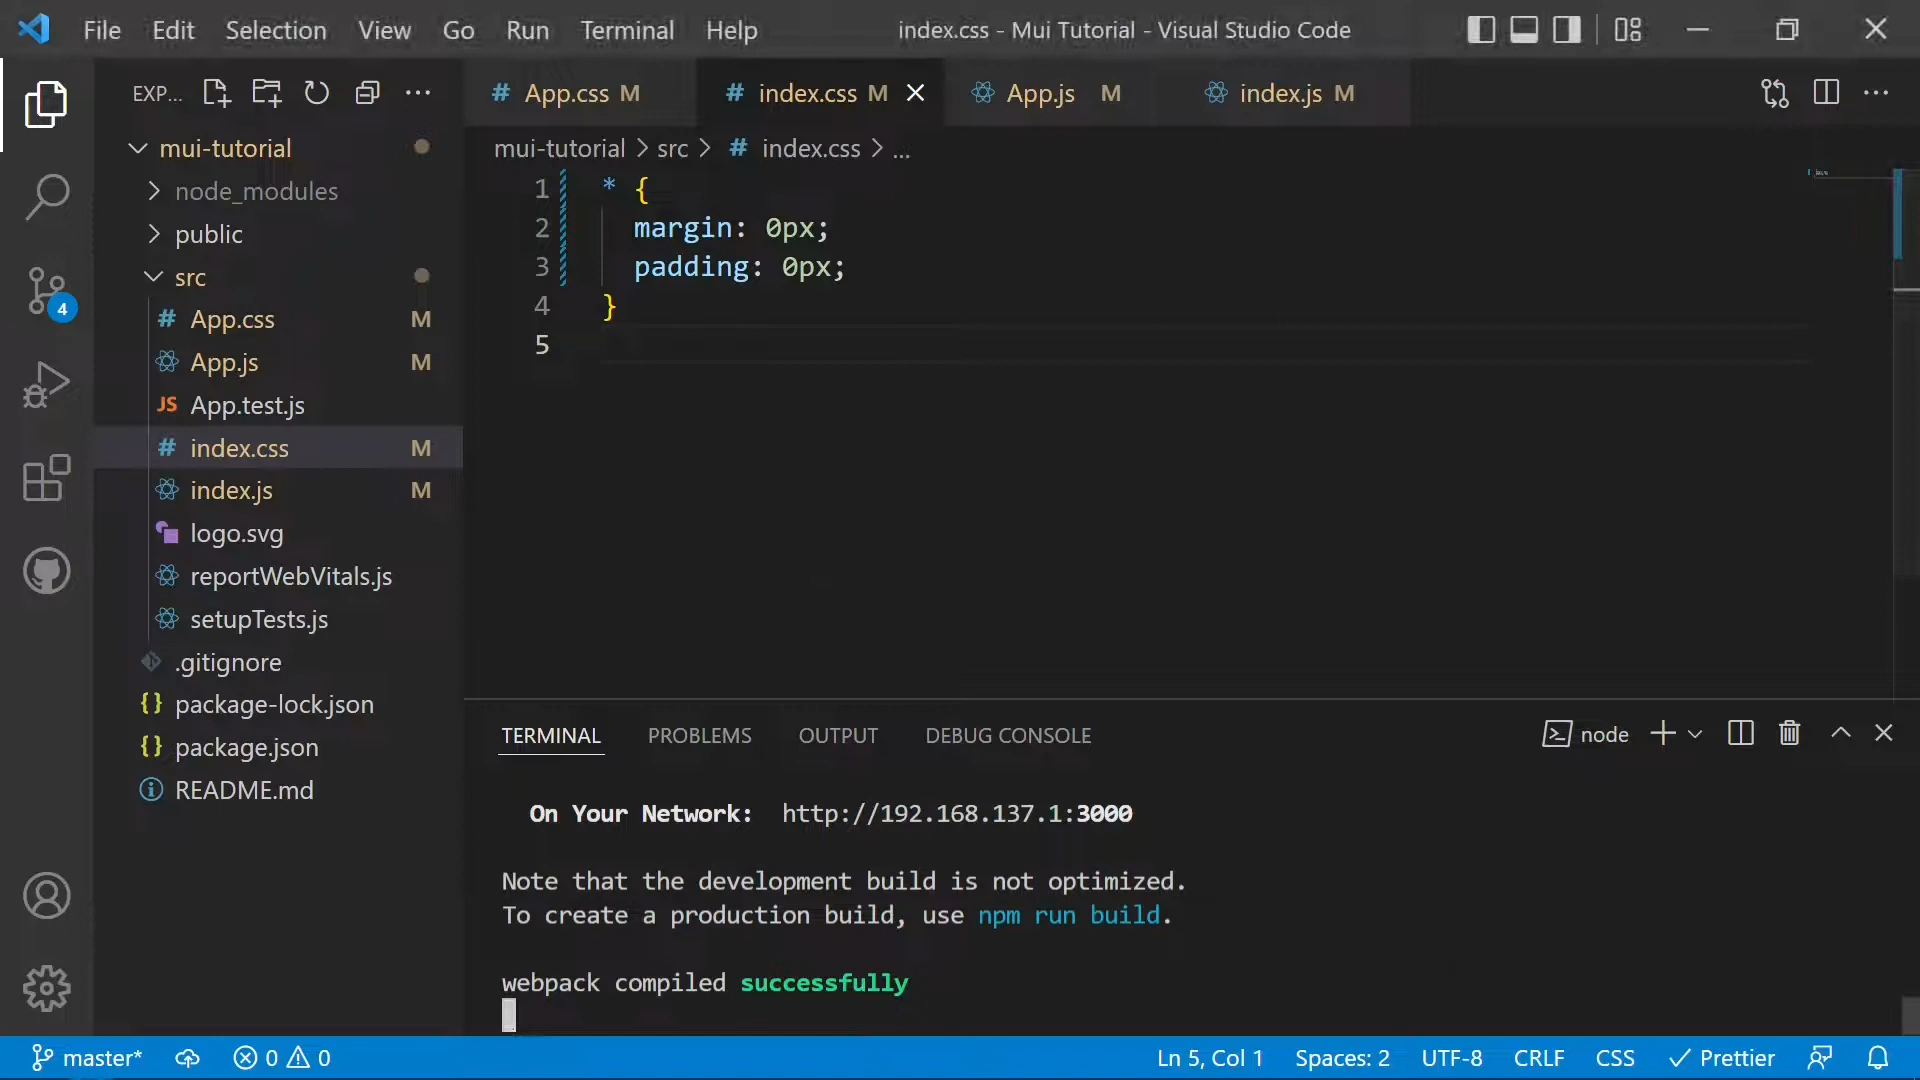 File Edit Selection View Go Run Terminal Help index.css - Mui Tutorial - Visual Studio Code
EXP...
mui-tutorial
node_modules
public
src
# App.css M
App.js M
JS App.test.js
# index.css M
index.js M
logo.svg
reportWebVitals.js
setupTests.js
.gitignore
{} package-lock.json
{} package.json
README.md
4
# App.css M # index.css M App.js M index.js M
mui-tutorial > src > # index.css > ...
1 * {
2 margin: 0px;
3 padding: 0px;
4 }
5
TERMINAL PROBLEMS OUTPUT DEBUG CONSOLE node
On Your Network: http://192.168.137.1:3000
Note that the development build is not optimized.
To create a production build, use npm run build.
webpack compiled successfully
master* 0 0 Ln 5, Col 1 Spaces: 2 UTF-8 CRLF CSS Prettier